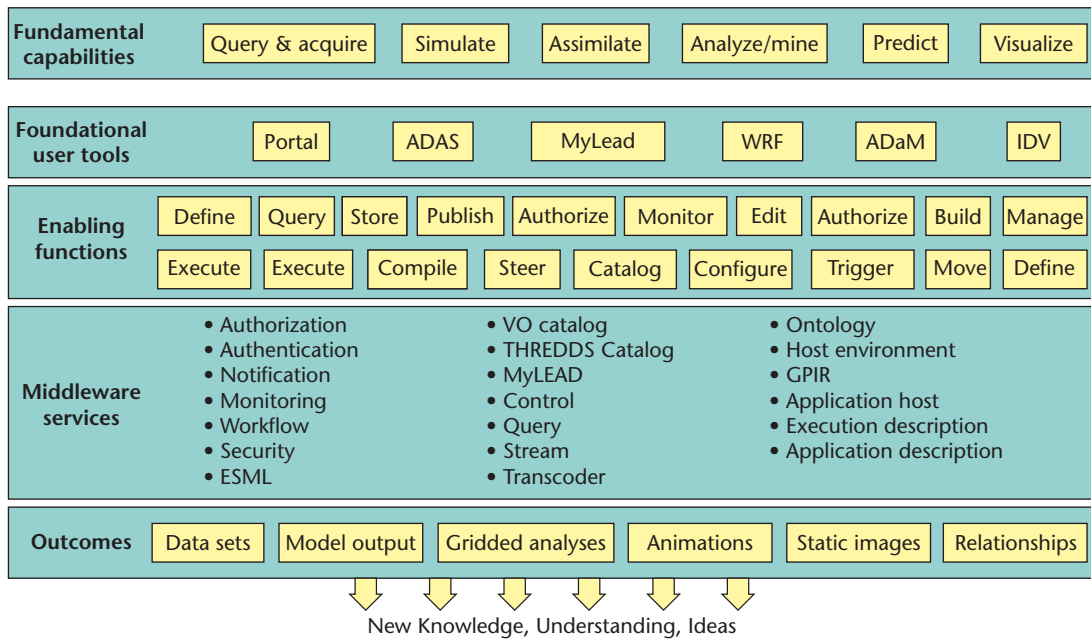 Fundamental
capabilities
Query & acquire
Simulate
Assimilate
Analyze/mine
Predict
Visualize
Foundational
user tools
Portal
ADAS
MyLead
WRF
ADaM
IDV
Enabling
functions
Define
Query
Store
Publish
Authorize
Monitor
Edit
Authorize
Build
Manage
Execute
Execute
Compile
Steer
Catalog
Configure
Trigger
Move
Define
Middleware
services
• Authorization
• Authentication
• Notification
• Monitoring
• Workflow
• Security
• ESML
• VO catalog
• THREDDS Catalog
• MyLEAD
• Control
• Query
• Stream
• Transcoder
• Ontology
• Host environment
• GPIR
• Application host
• Execution description
• Application description
Outcomes
Data sets
Model output
Gridded analyses
Animations
Static images
Relationships
New Knowledge, Understanding, Ideas